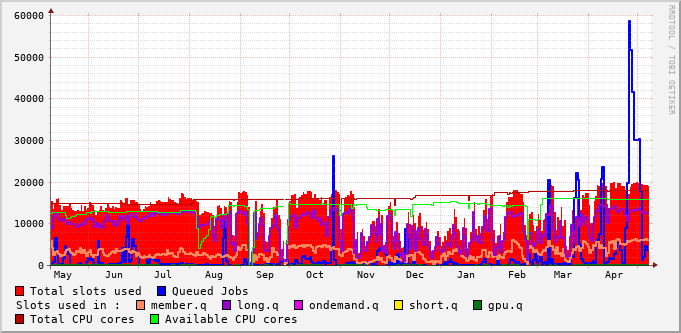 60000
50000
40000
30000
20000
10000
0
May Jun Jul Aug Sep Oct Nov Dec Jan Feb Mar Apr
Total slots used Queued Jobs
Slots used in : member.q long.q ondemand.q short.q gpu.q
Total CPU cores Available CPU cores
RRDTOOL / TOBI OETIKER